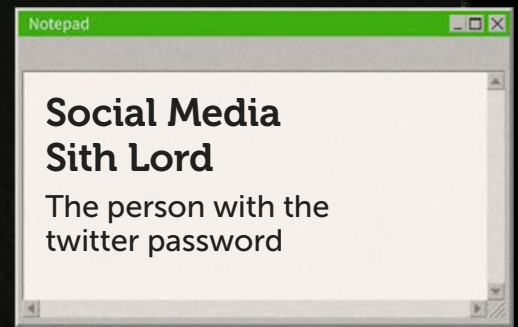 Notepad
Social Media
Sith Lord
The person with the
twitter password